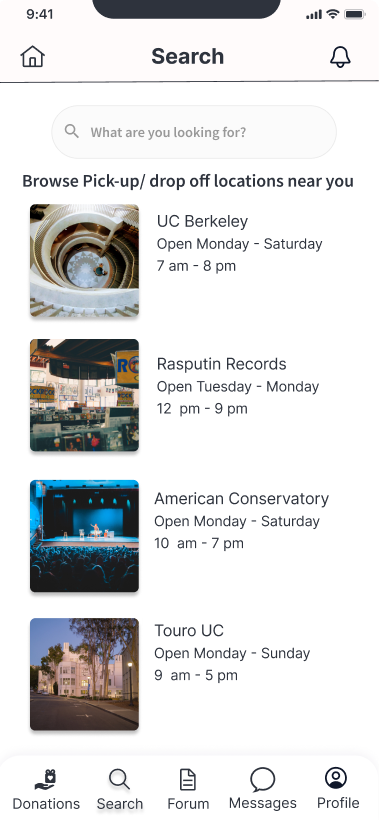 9:41
Search
What are you looking for?
Browse Pick-up/ drop off locations near you
UC Berkeley
Open Monday - Saturday
7 am - 8 pm
Rasputin Records
Open Tuesday - Monday
12 pm - 9 pm
American Conservatory
Open Monday - Saturday
10 am - 7 pm
Touro UC
Open Monday - Sunday
9 am - 5 pm
Donations
Search
Forum
Messages
Profile